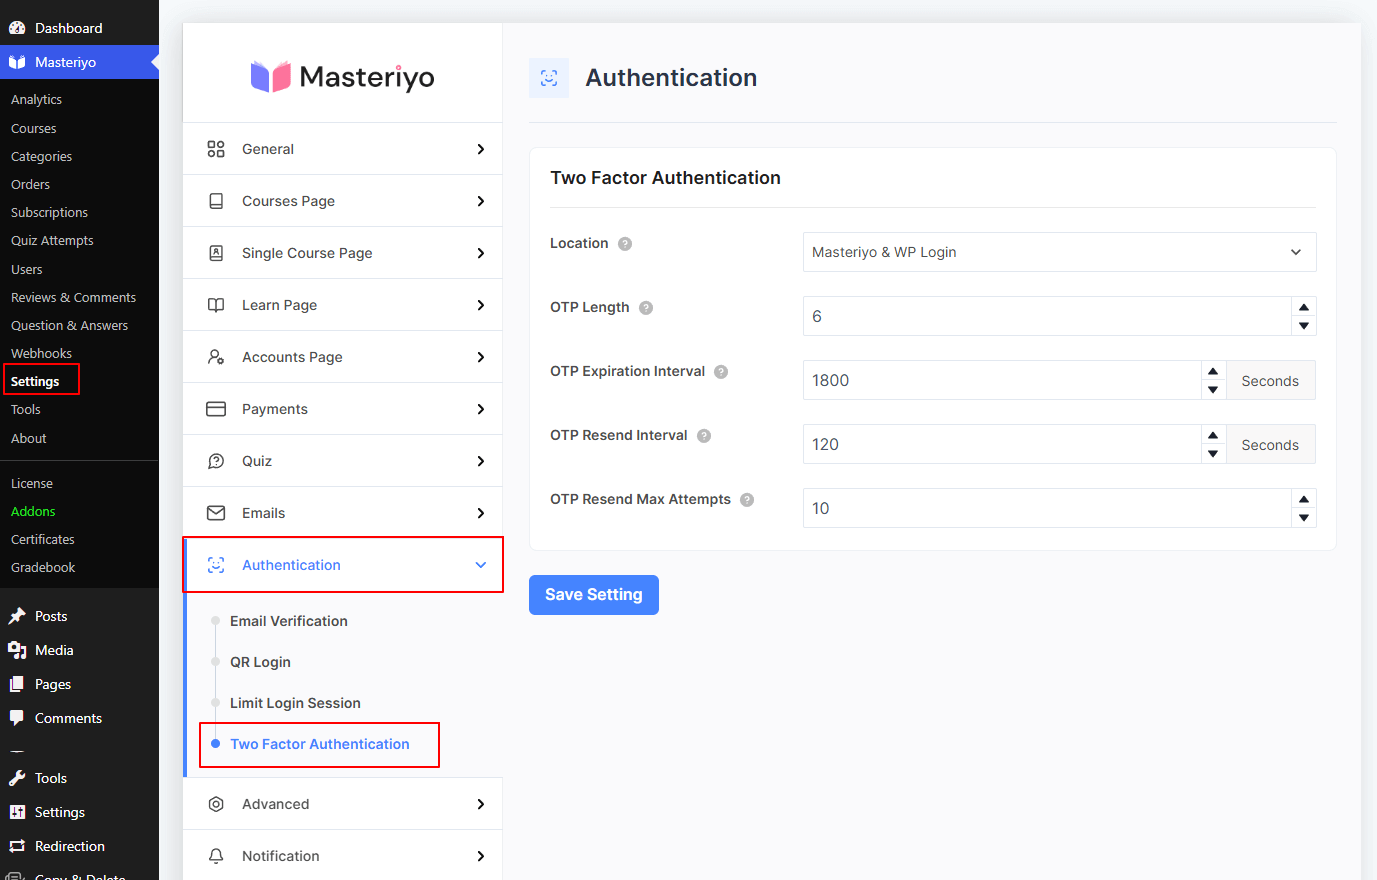 Dashboard
Masteriyo
Analytics
Courses
Categories
Orders
Subscriptions
Quiz Attempts
Users
Reviews & Comments
Question & Answers
Webhooks
Settings
Tools
About
License
Addons
Certificates
Gradebook
Posts
Media
Pages
Comments
Tools
Settings
Redirection
Copy & Delete
Masteriyo
General
Courses Page
Single Course Page
Learn Page
Accounts Page
Payments
Quiz
Emails
Authentication
Email Verification
QR Login
Limit Login Session
Two Factor Authentication
Advanced
Notification
Authentication
Two Factor Authentication
Location ?
Masteriyo & WP Login
OTP Length ?
6
OTP Expiration Interval ?
1800 Seconds
OTP Resend Interval ?
120 Seconds
OTP Resend Max Attempts ?
10
Save Setting